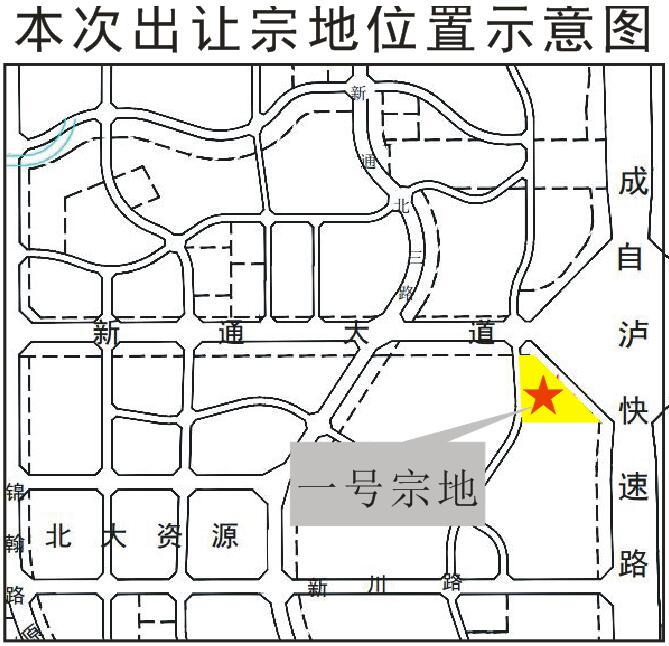 本次出让宗地位置示意图
新通北三路
成自泸快速路
新通大道
一号宗地
锦翰路
北大资源
新川路